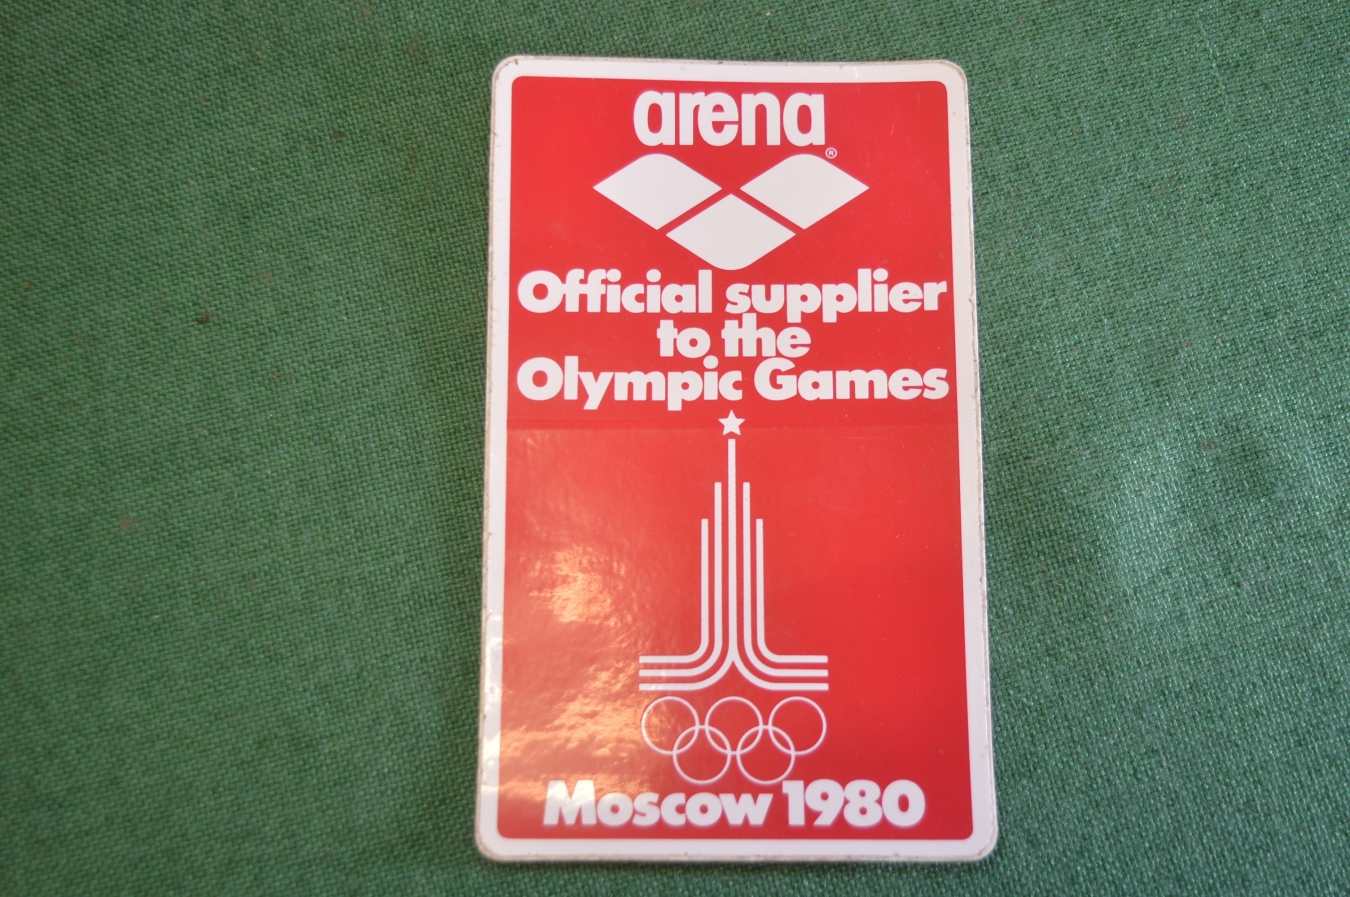 arena
®
Official supplier
to the
Olympic Games
Moscow 1980